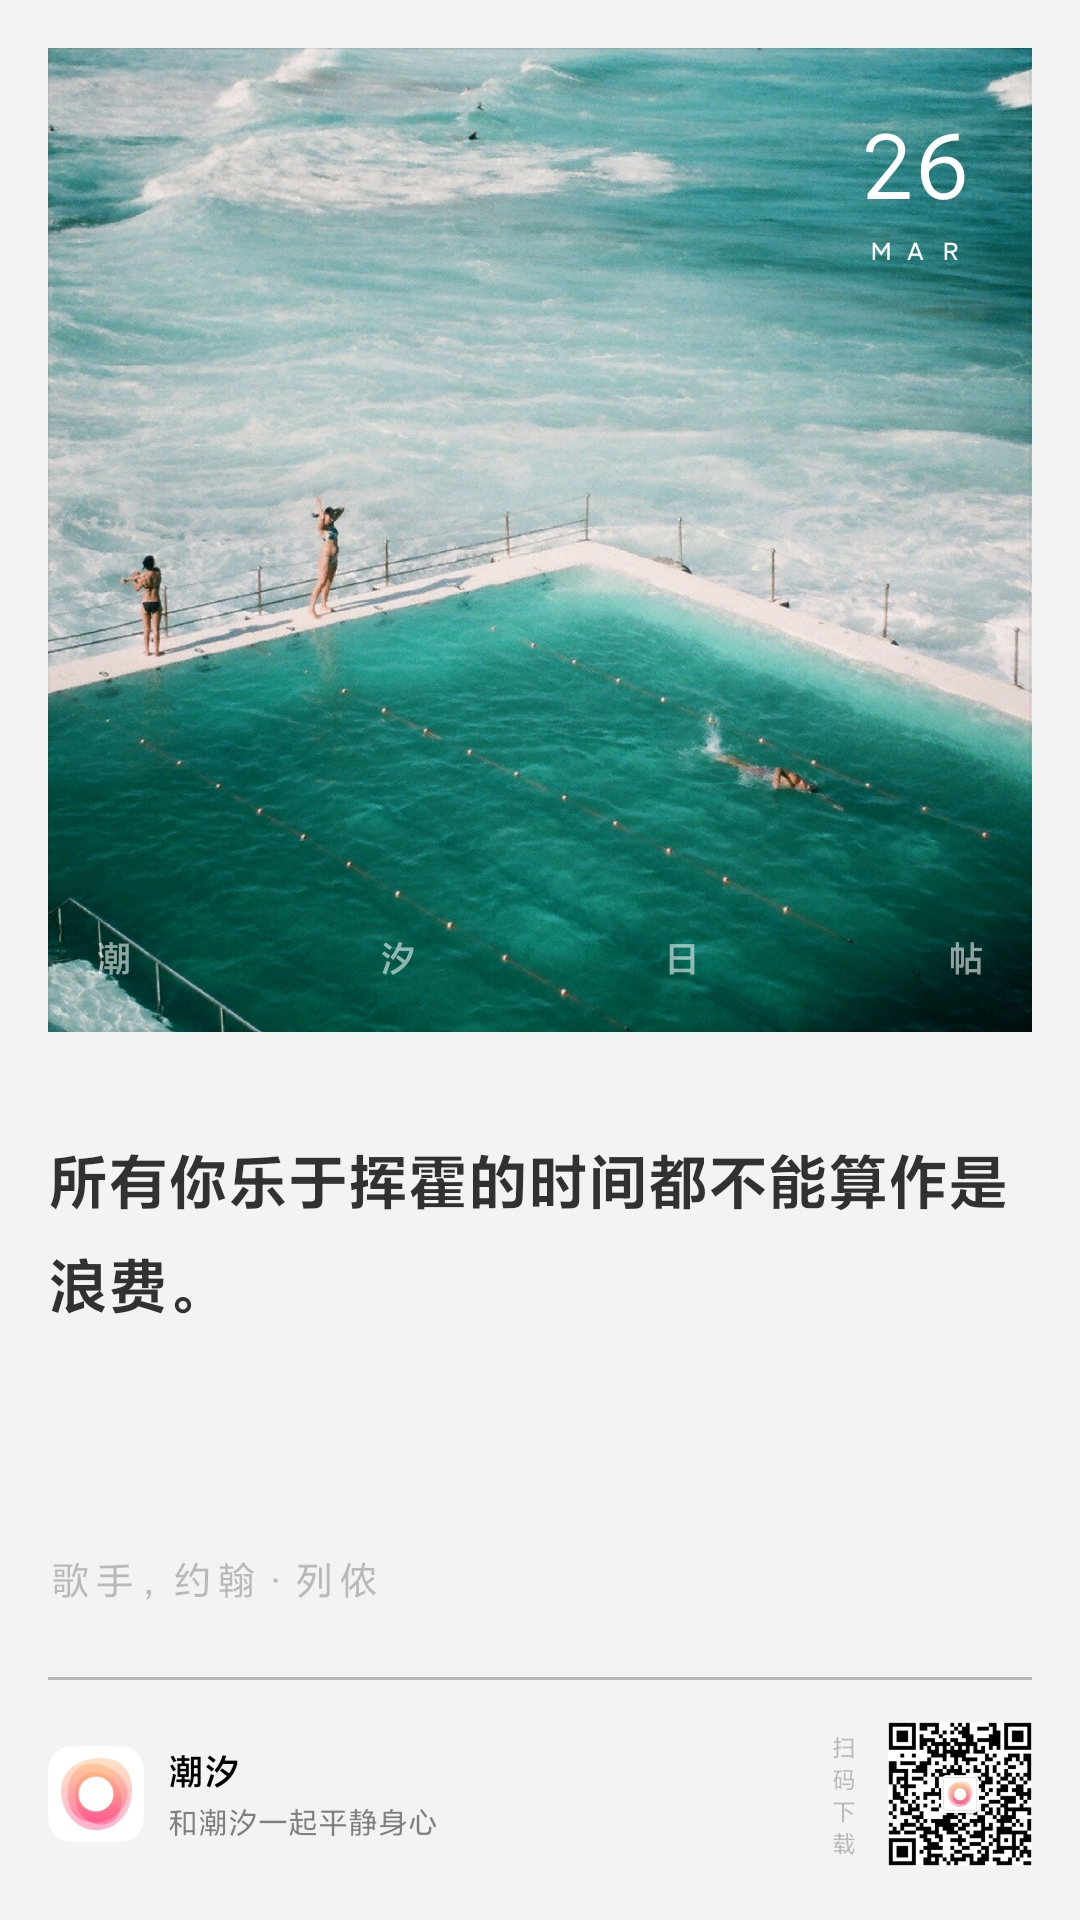 26
MAR
潮 汐 日 帖
所有你乐于挥霍的时间都不能算作是
浪费。
歌手，约翰·列侬
潮汐
和潮汐一起平静身心
扫
码
下
载